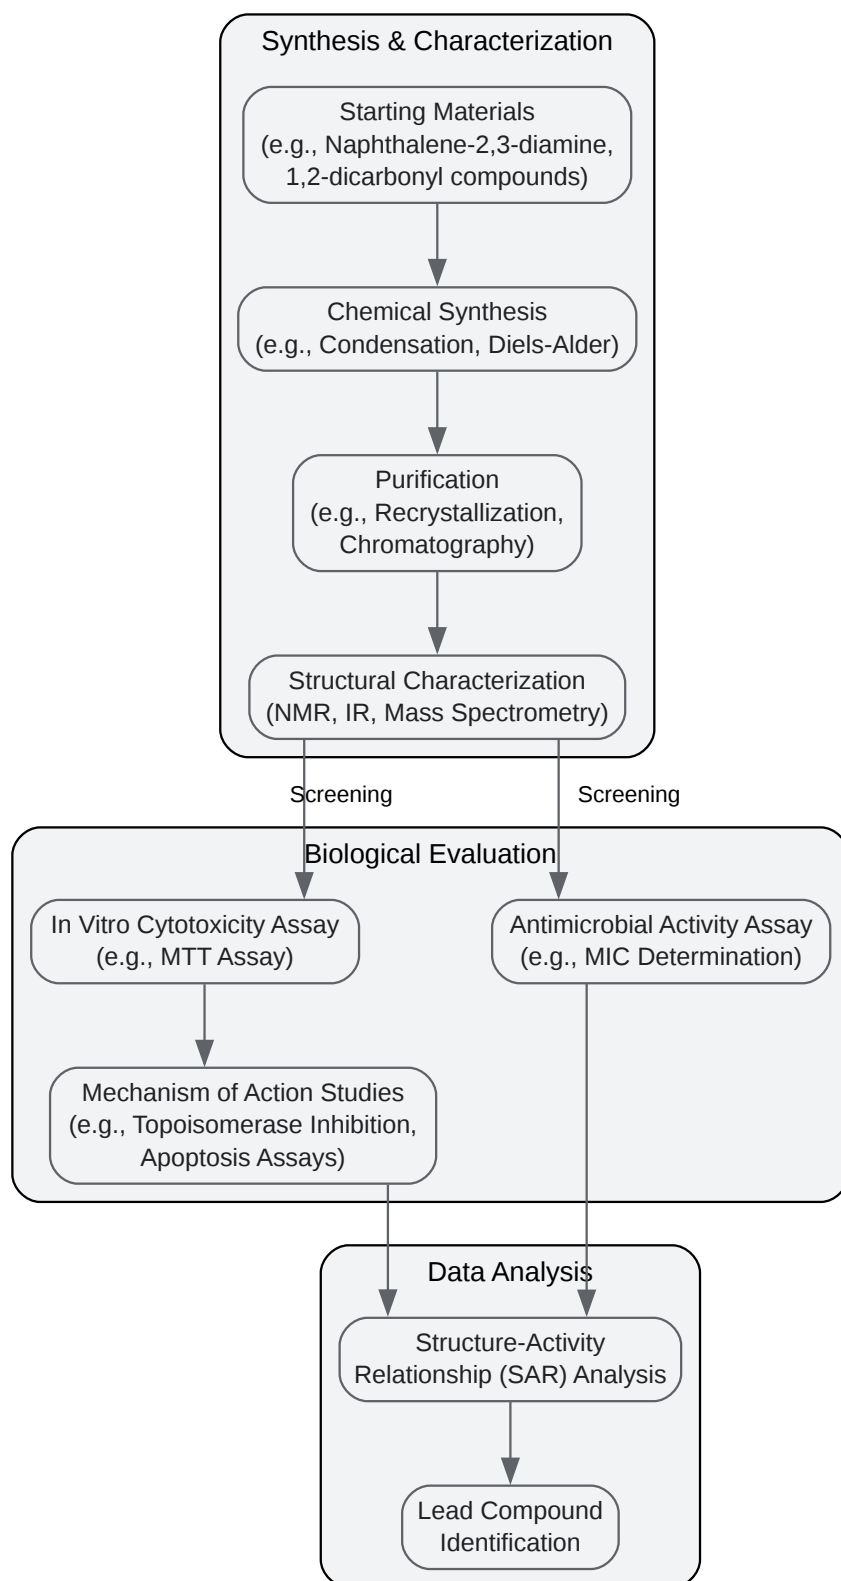 Synthesis & Characterization
Starting Materials
(e.g., Naphthalene-2,3-diamine,
1,2-dicarbonyl compounds)
Chemical Synthesis
(e.g., Condensation, Diels-Alder)
Purification
(e.g., Recrystallization,
Chromatography)
Structural Characterization
(NMR, IR, Mass Spectrometry)
Screening
Screening
Biological Evaluation
In Vitro Cytotoxicity Assay
(e.g., MTT Assay)
Antimicrobial Activity Assay
(e.g., MIC Determination)
Mechanism of Action Studies
(e.g., Topoisomerase Inhibition,
Apoptosis Assays)
Data Analysis
Structure-Activity
Relationship (SAR) Analysis
Lead Compound
Identification